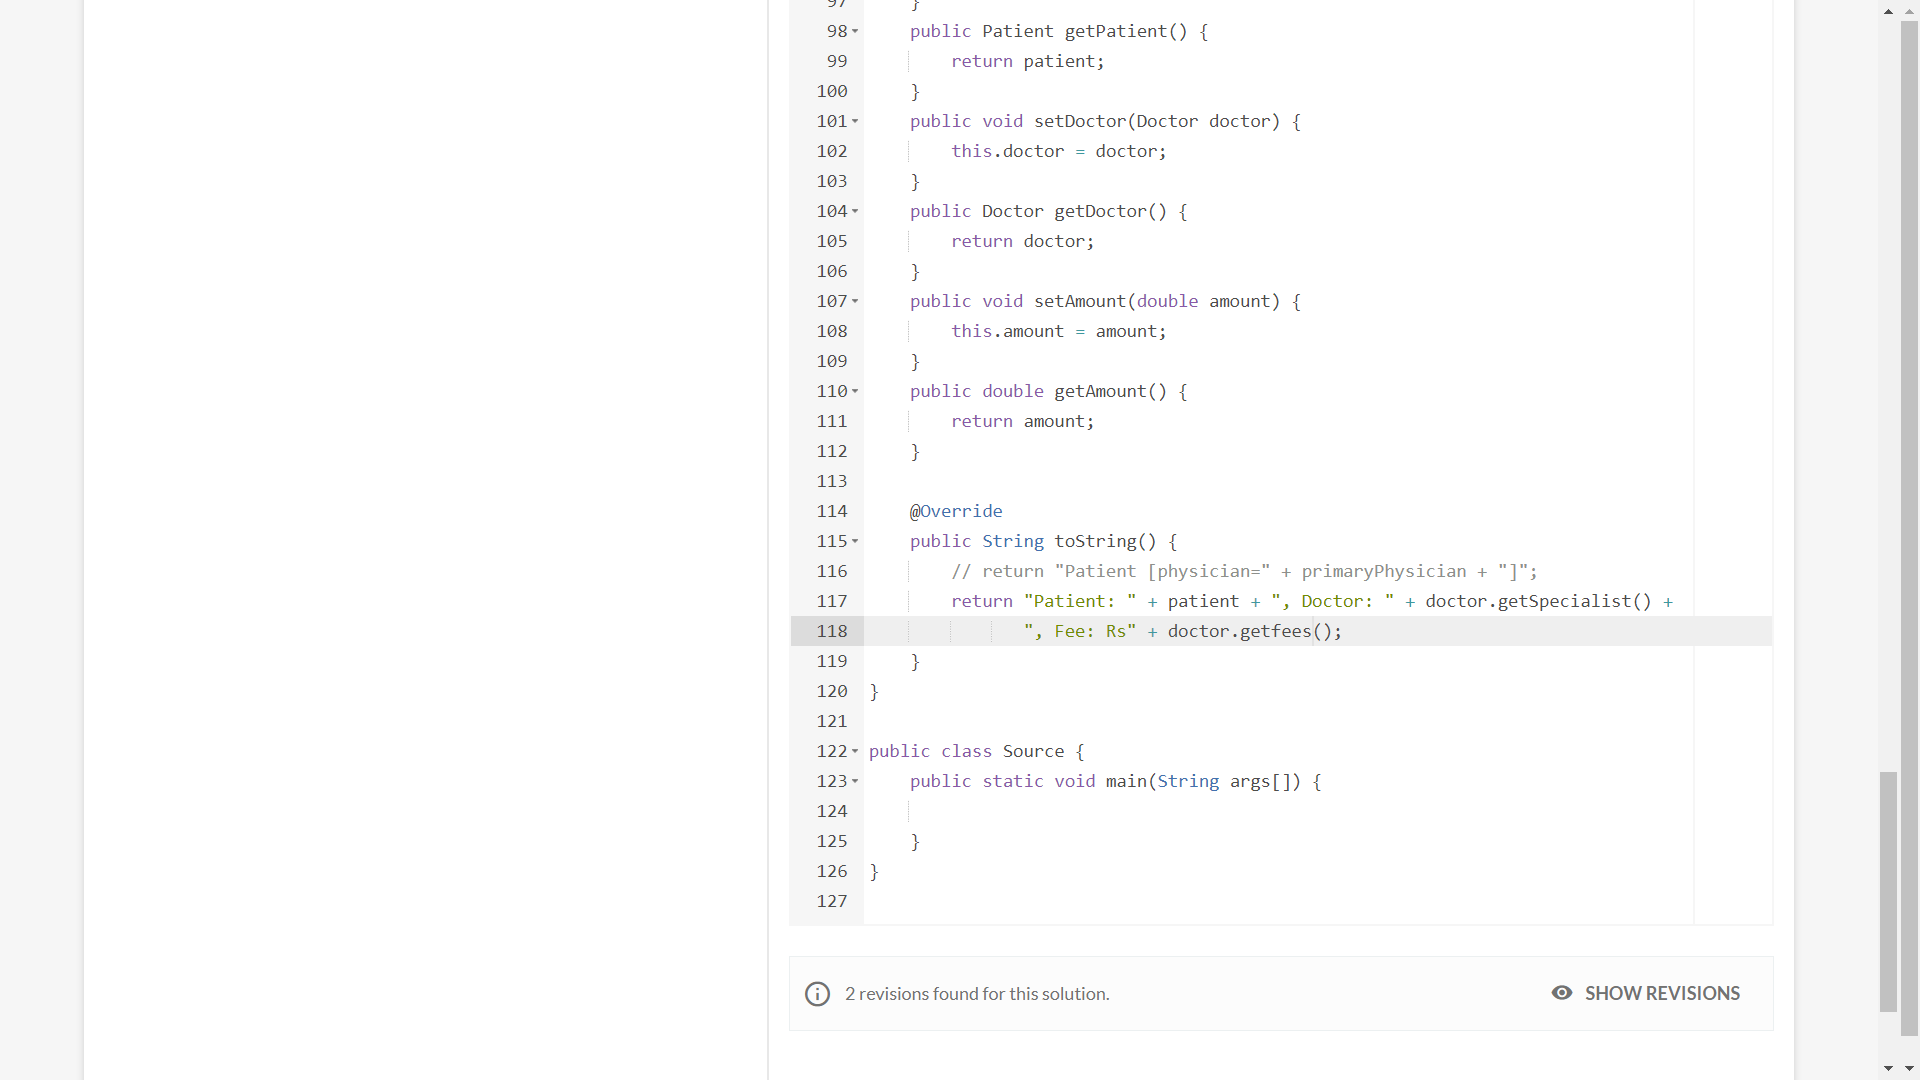 97 }
98 public Patient getPatient() {
99 return patient;
100 }
101 public void setDoctor(Doctor doctor) {
102 this.doctor = doctor;
103 }
104 public Doctor getDoctor() {
105 return doctor;
106 }
107 public void setAmount(double amount) {
108 this.amount = amount;
109 }
110 public double getAmount() {
111 return amount;
112 }
113
114 @Override
115 public String toString() {
116 // return "Patient [physician=" + primaryPhysician + "]";
117 return "Patient: " + patient + ", Doctor: " + doctor.getSpecialist() +
118 ", Fee: Rs" + doctor.getfees();
119 }
120 }
121
122 public class Source {
123 public static void main(String args[]) {
124
125 }
126 }
127
2 revisions found for this solution.
SHOW REVISIONS